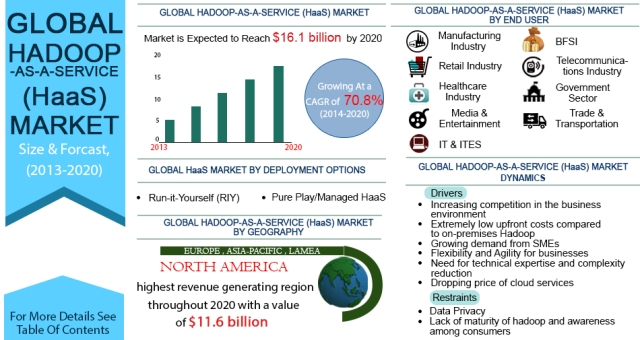 GLOBAL
HADOOP
-AS-A-SERVICE
(HaaS)
MARKET
Size & Forcast,
(2013-2020)
For More Details See
Table Of Contents
GLOBAL HADOOP-AS-A-SERVICE (HaaS) MARKET
Market is Expected to Reach $16.1 billion by 2020
20
15
10
5
0
2013
2020
Growing At a
CAGR of 70.8%
(2014-2020)
GLOBAL HaaS MARKET BY DEPLOYMENT OPTIONS
• Run-it-Yourself (RIY)
• Pure Play/Managed HaaS
GLOBAL HADOOP-AS-A-SERVICE (HaaS) MARKET
BY GEOGRAPHY
EUROPE , ASIA-PACIFIC , LAMEA
NORTH AMERICA
highest revenue generating region
throughout 2020 with a value
of $11.6 billion
GLOBAL HADOOP-AS-A-SERVICE (HaaS) MARKET
BY END USER
Manufacturing
Industry
BFSI
Retail Industry
Telecommunica-
tions Industry
Healthcare
Industry
Government
Sector
Media &
Entertainment
Trade &
Transportation
IT & ITES
GLOBAL HADOOP-AS-A-SERVICE (HaaS) MARKET
DYNAMICS
Drivers
• Increasing competition in the business
environment
• Extremely low upfront costs compared
to on-premises Hadoop
• Growing demand from SMEs
• Flexibility and Agility for businesses
• Need for technical expertise and complexity
reduction
• Dropping price of cloud services
Restraints
• Data Privacy
• Lack of maturity of hadoop and awareness
among consumers